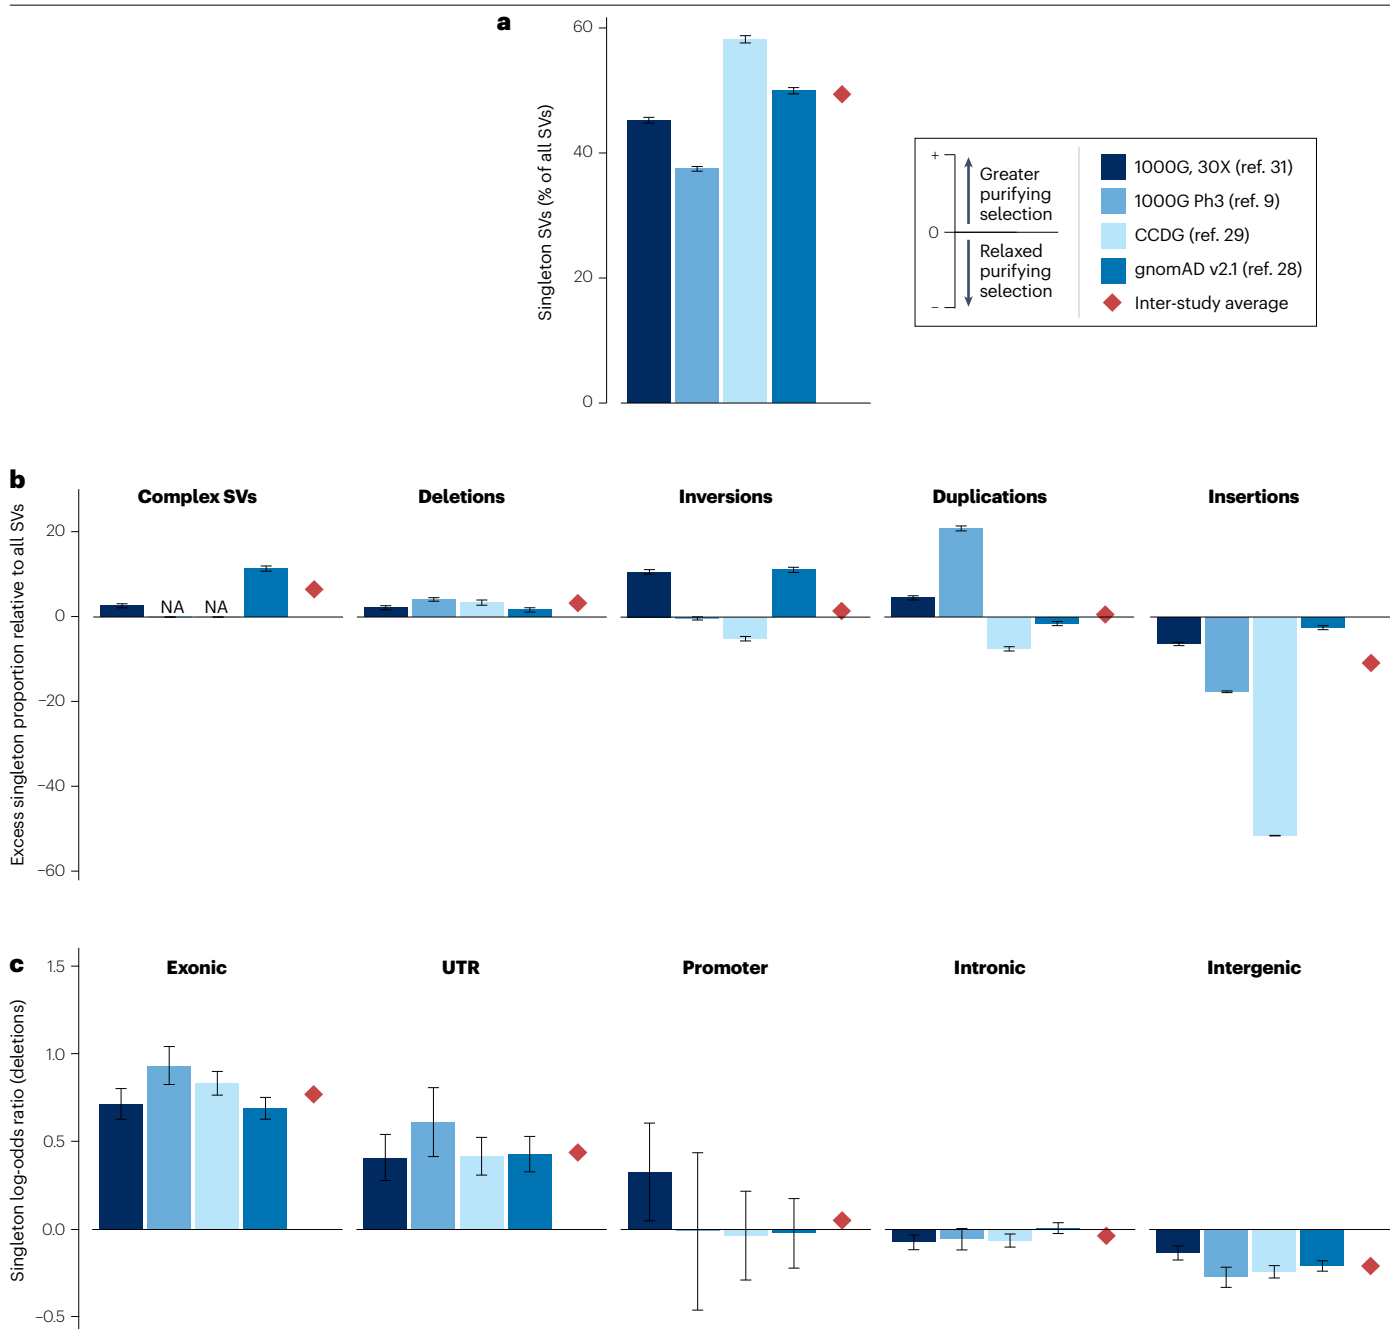 a
Singleton SVs (% of all SVs)
60
40
20
0
+
0
−
Greater
purifying
selection
Relaxed
purifying
selection
1000G, 30X (ref. 31)
1000G Ph3 (ref. 9)
CCDG (ref. 29)
gnomAD v2.1 (ref. 28)
Inter-study average
b
Excess singleton proportion relative to all SVs
20
0
−20
−40
−60
Complex SVs
Deletions
Inversions
Duplications
Insertions
NA
NA
c
Singleton log-odds ratio (deletions)
1.5
1.0
0.5
0.0
−0.5
Exonic
UTR
Promoter
Intronic
Intergenic